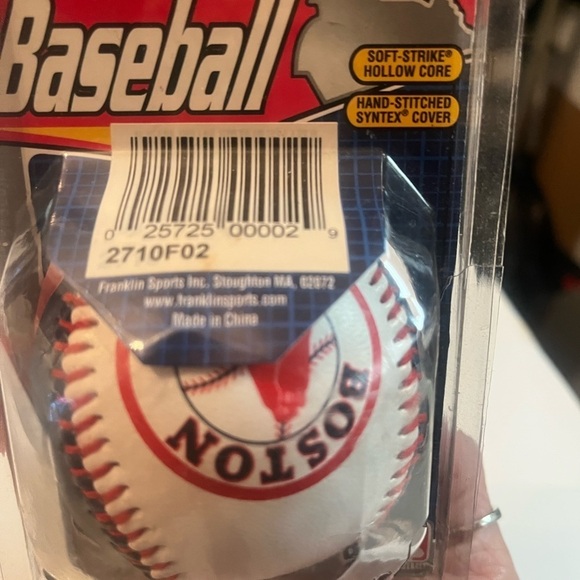 Baseball
SOFT-STRIKE®
HOLLOW CORE
HAND-STITCHED
SYNTEX® COVER
0 25725 00002 9
2710F02
Franklin Sports Inc. Stoughton MA, 02072
www.franklinsports.com
Made in China
BOSTON